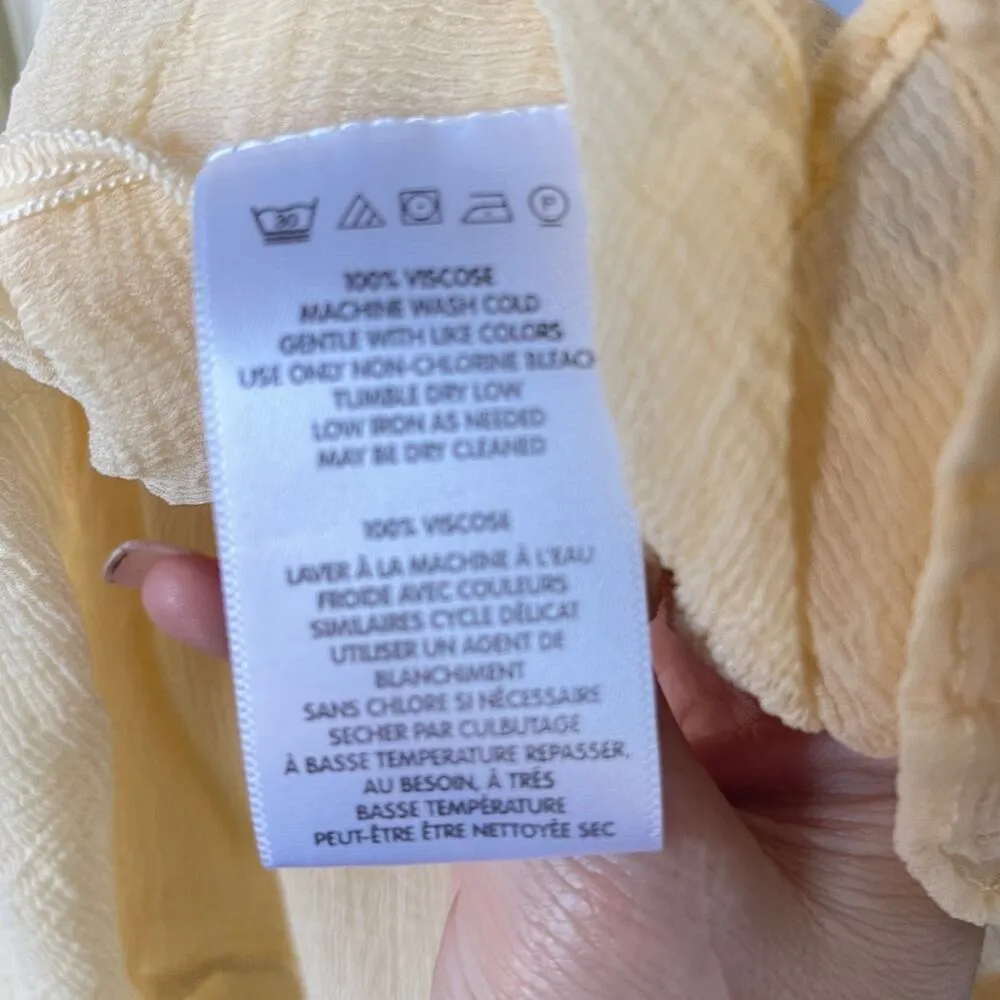 30 P
100% VISCOSE
MACHINE WASH COLD
GENTLE WITH LIKE COLORS
USE ONLY NON-CHLORINE BLEAC
TUMBLE DRY LOW
LOW IRON AS NEEDED
MAY BE DRY CLEANED
100% VISCOSE
LAVER À LA MACHINE À L'EAU
FROIDE AVEC COULEURS
SIMILAIRES CYCLE DÉLICAT
UTILISER UN AGENT DE
BLANCHIMENT
SANS CHLORE SI NÉCESSAIRE
SECHER PAR CULBUTAGE
À BASSE TEMPERATURE REPASSER,
AU BESOIN, À TRÉS
BASSE TEMPÉRATURE
PEUT-ÊTRE ÊTRE NETTOYÉE SEC